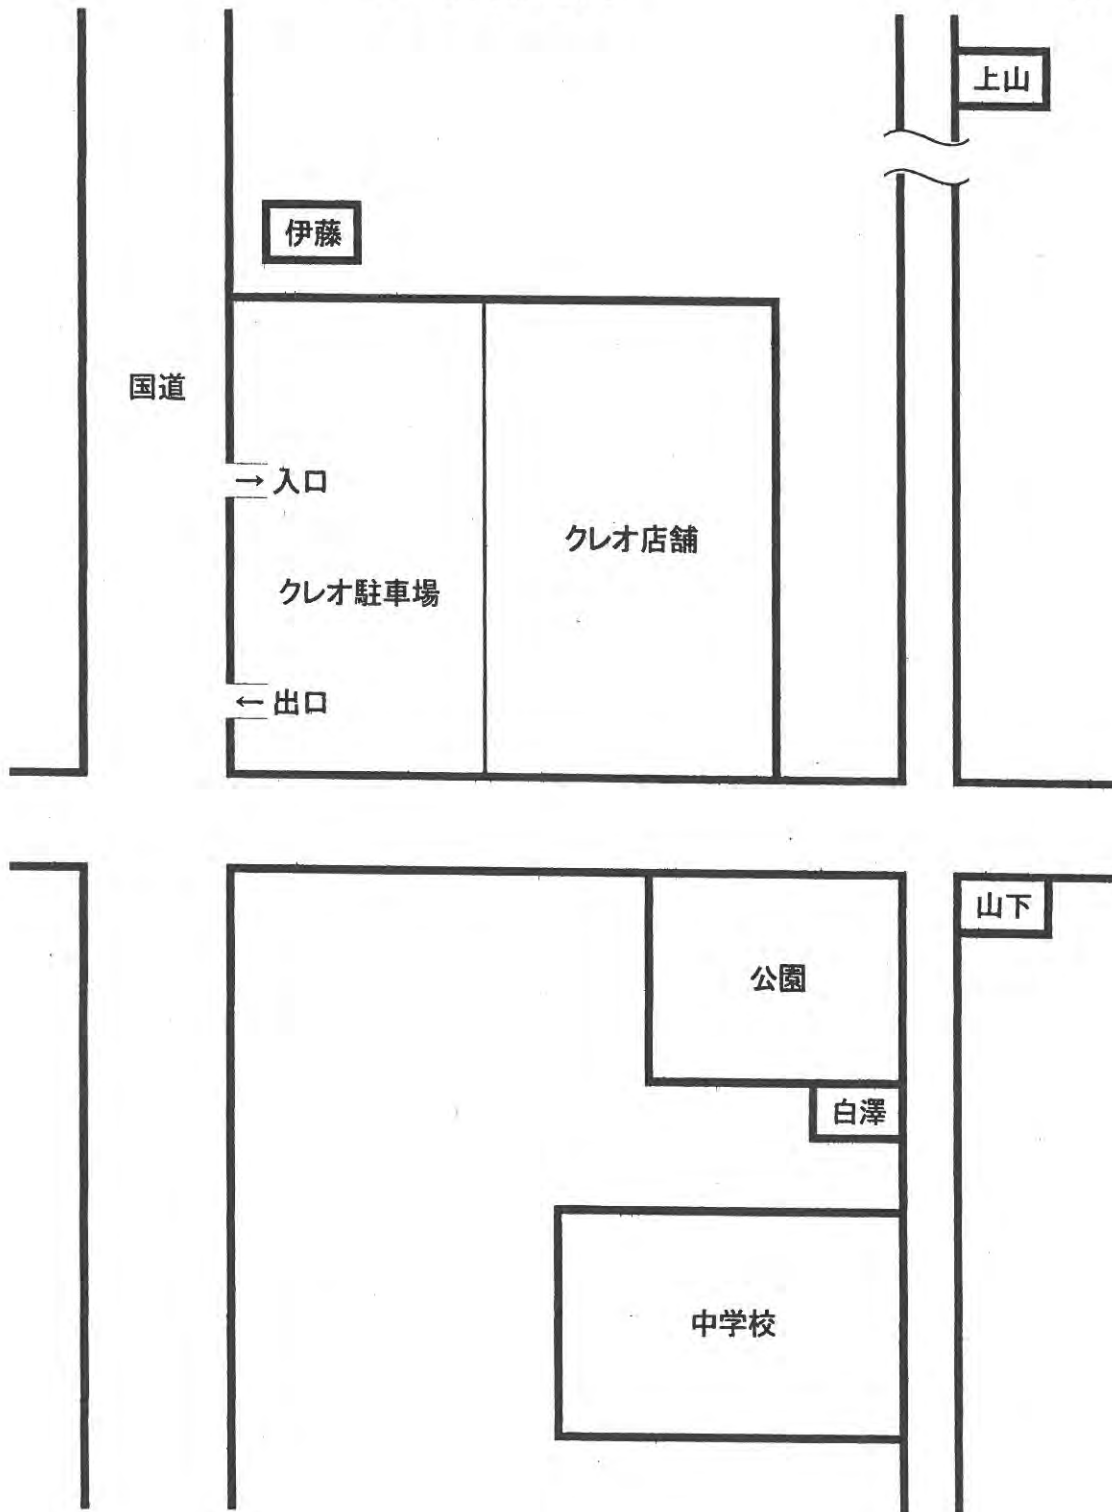 上山
伊藤
国道
→ 入口
クレオ店舗
クレオ駐車場
← 出口
山下
公園
白澤
中学校